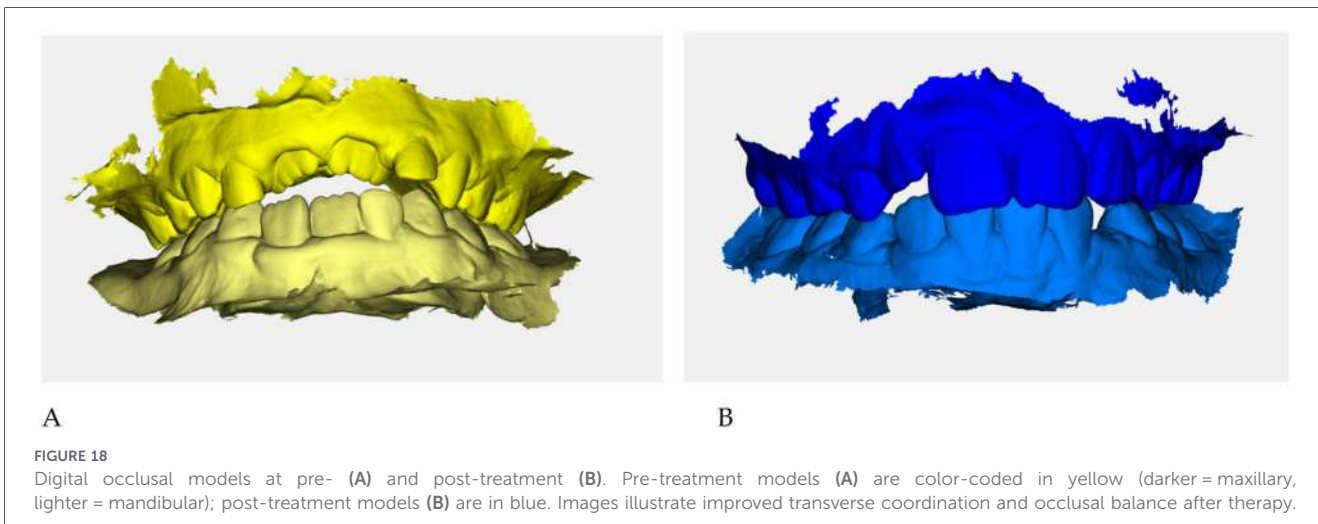 A
B
FIGURE 18
Digital occlusal models at pre- (A) and post-treatment (B). Pre-treatment models (A) are color-coded in yellow (darker = maxillary,
lighter = mandibular); post-treatment models (B) are in blue. Images illustrate improved transverse coordination and occlusal balance after therapy.